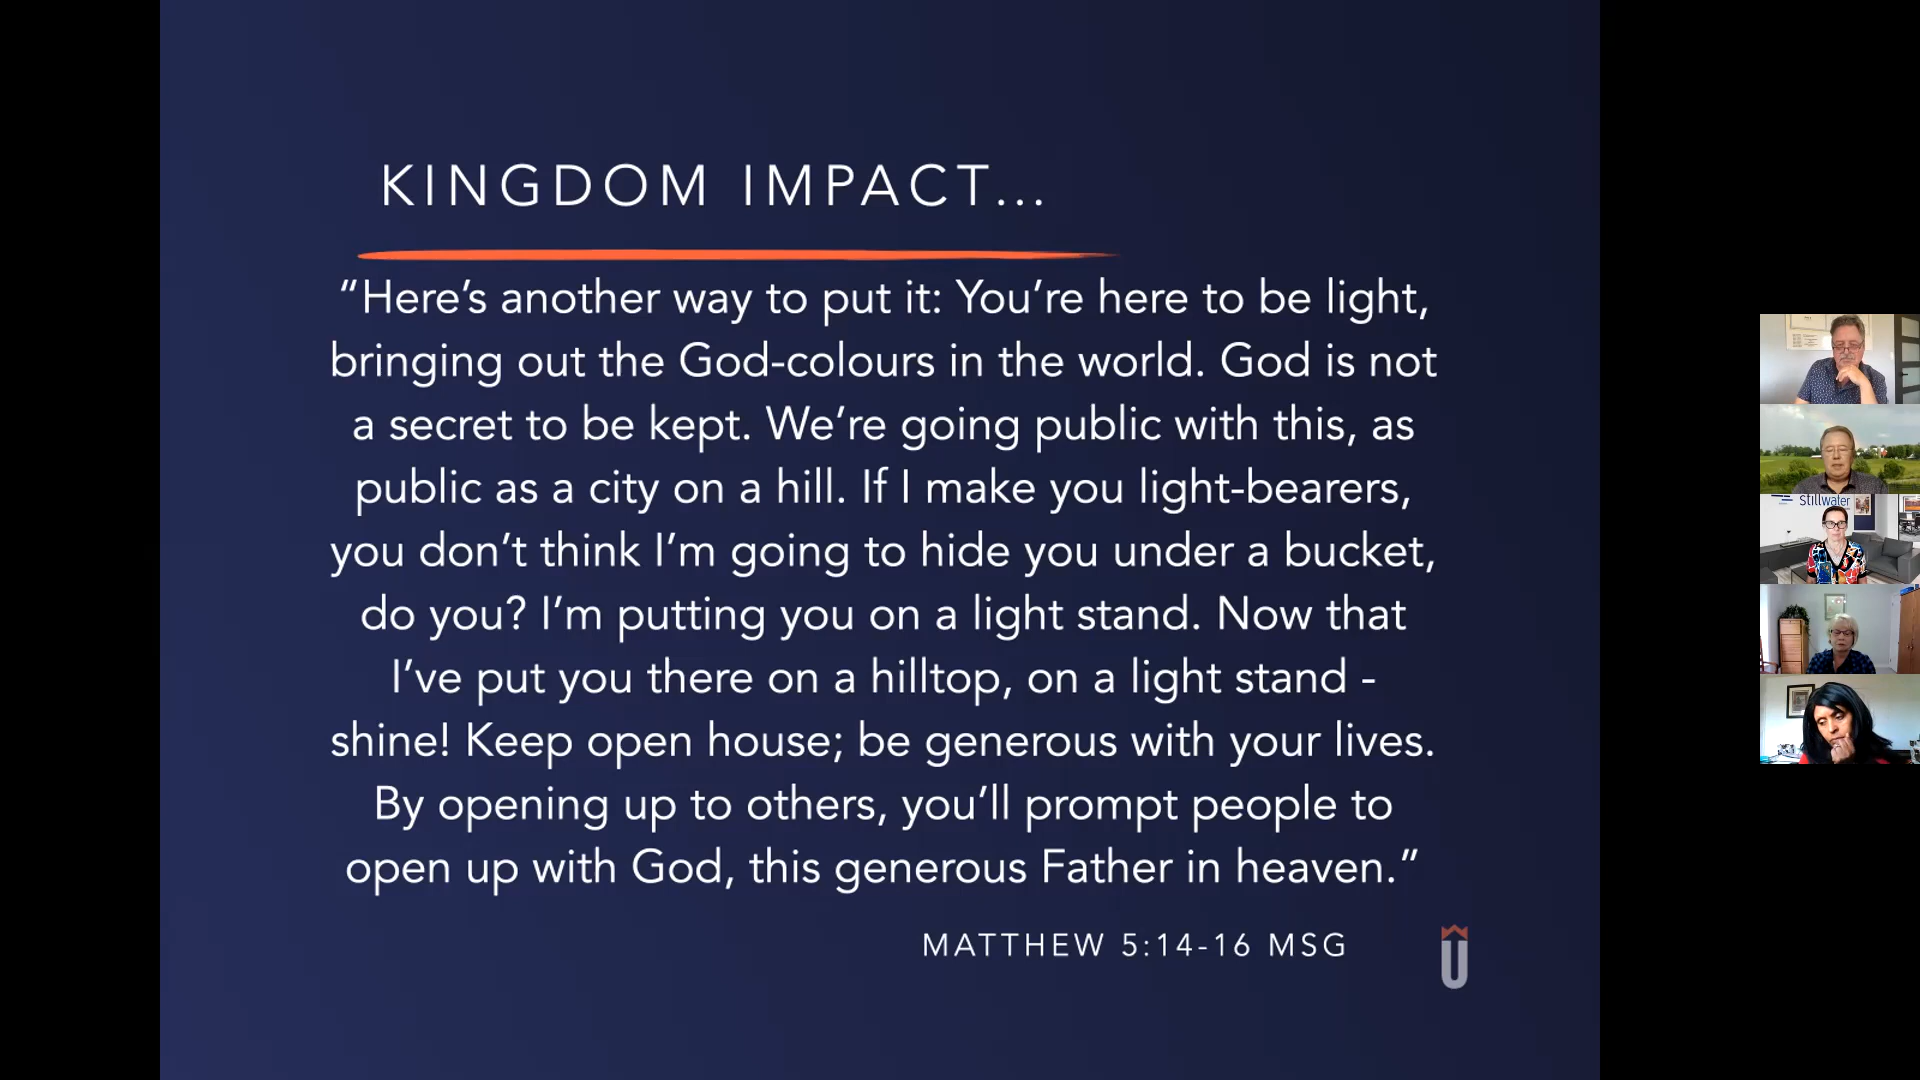 KINGDOM IMPACT...
“Here’s another way to put it: You’re here to be light,
bringing out the God-colours in the world. God is not
a secret to be kept. We’re going public with this, as
public as a city on a hill. If I make you light-bearers,
you don’t think I’m going to hide you under a bucket,
do you? I’m putting you on a light stand. Now that
I’ve put you there on a hilltop, on a light stand -
shine! Keep open house; be generous with your lives.
By opening up to others, you’ll prompt people to
open up with God, this generous Father in heaven.”
MATTHEW 5:14-16 MSG
U
stillwater